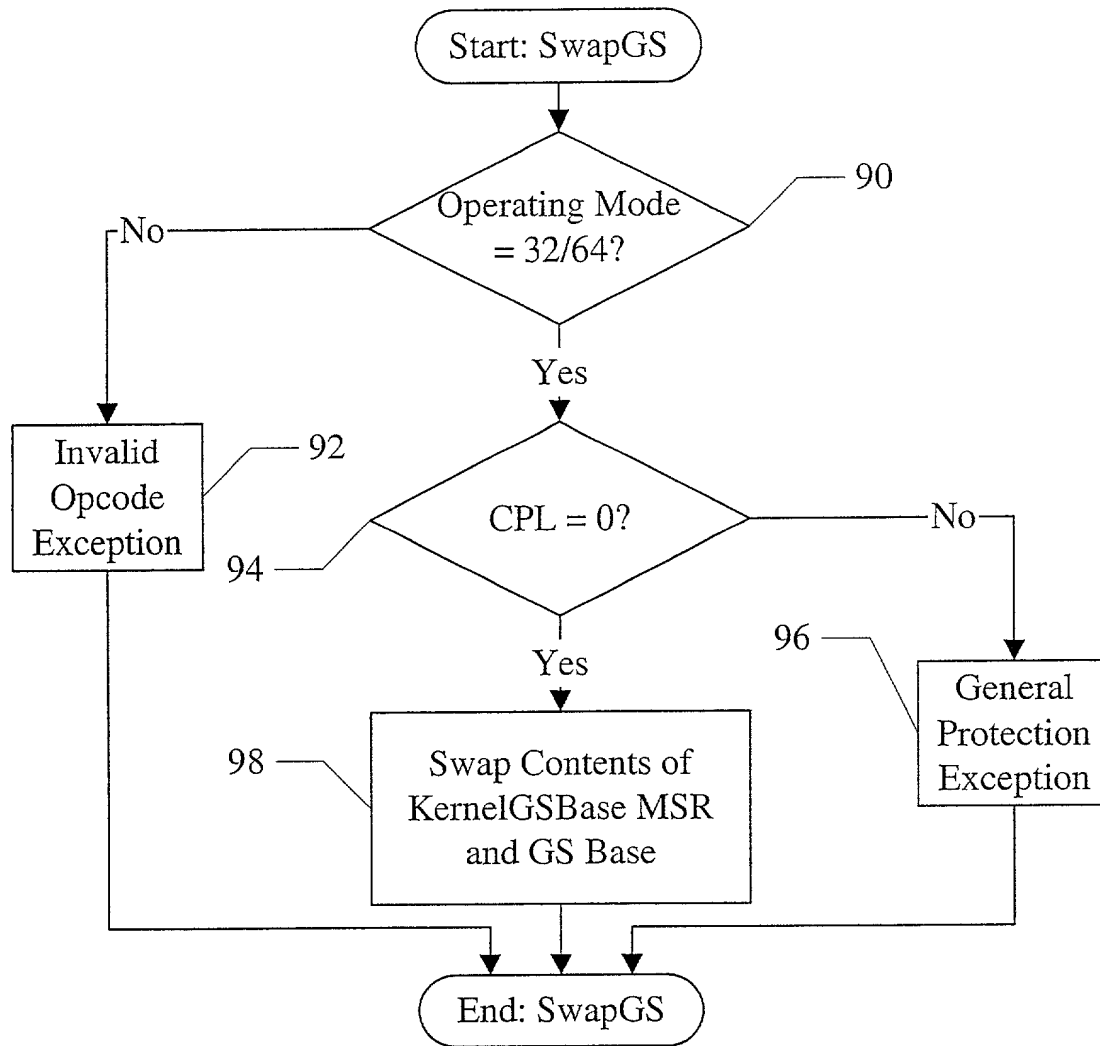 Start: SwapGS
90
Operating Mode
= 32/64?
No
Yes
Invalid
Opcode
Exception
92
CPL = 0?
94
No
Yes
96
General
Protection
Exception
98
Swap Contents of
KernelGSBase MSR
and GS Base
End: SwapGS